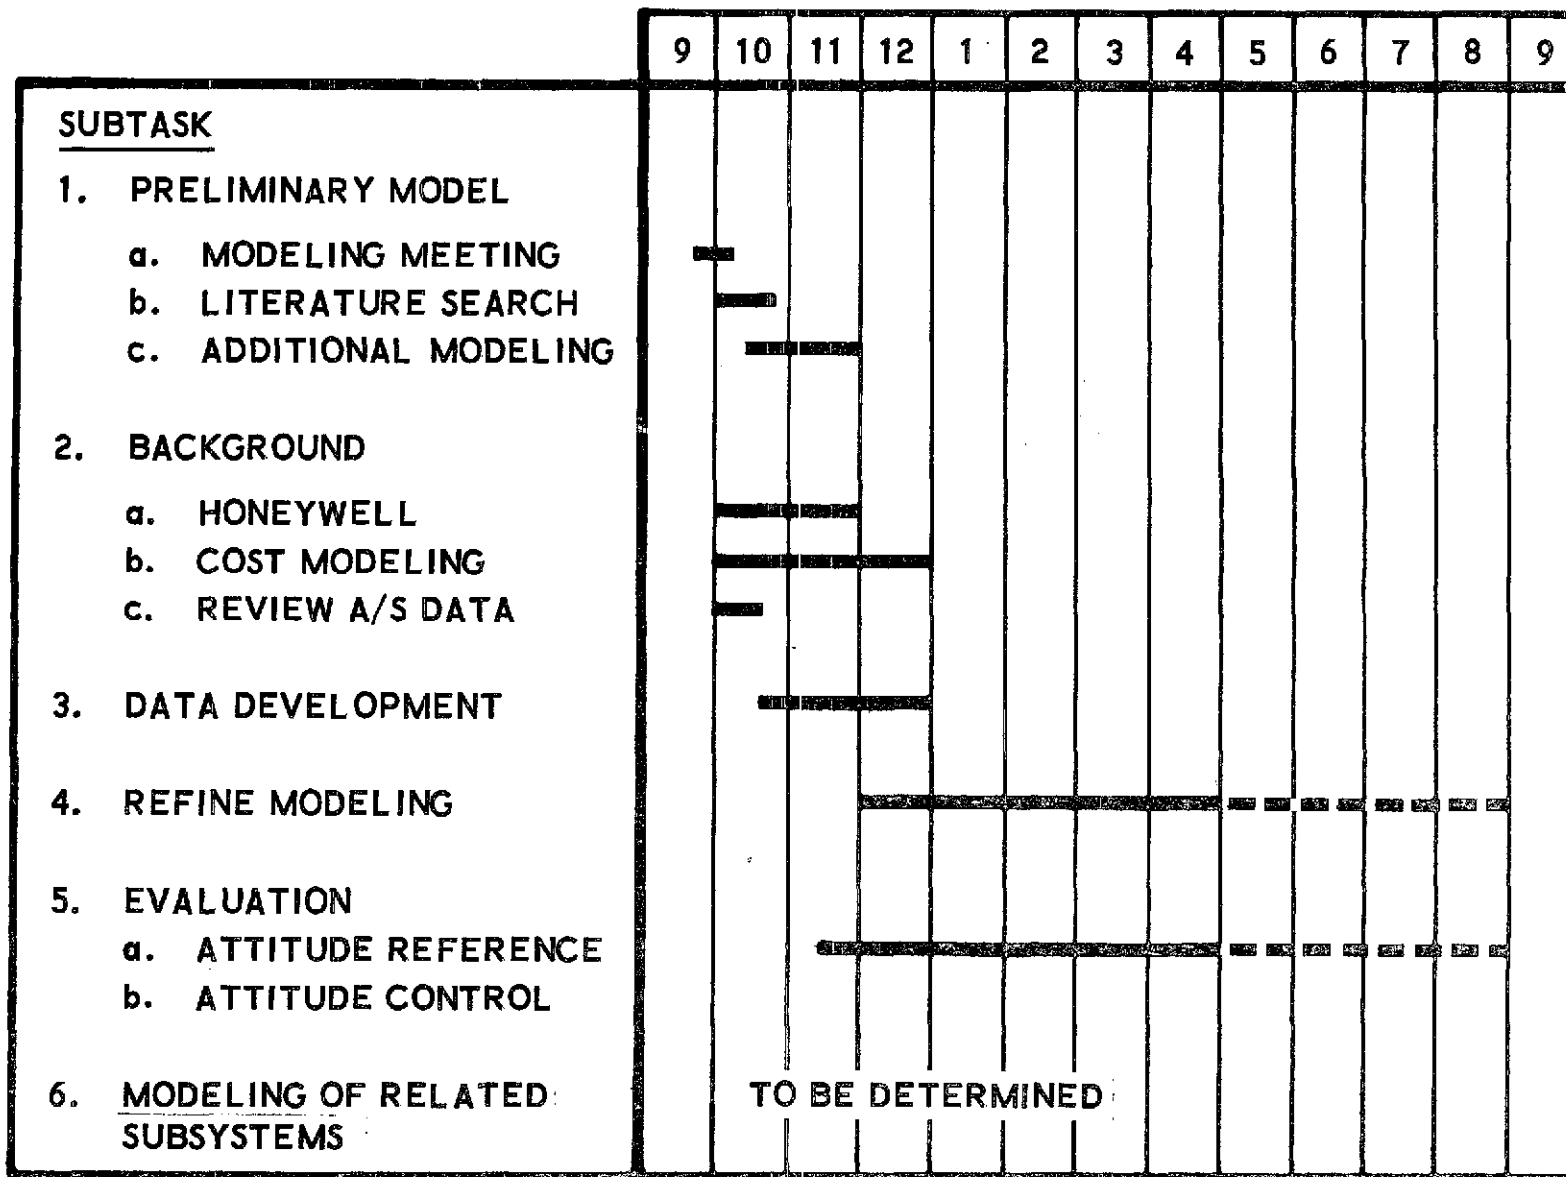 9 10 11 12 1 2 3 4 5 6 7 8 9
SUBTASK
1. PRELIMINARY MODEL
a. MODELING MEETING
b. LITERATURE SEARCH
c. ADDITIONAL MODELING
2. BACKGROUND
a. HONEYWELL
b. COST MODELING
c. REVIEW A/S DATA
3. DATA DEVELOPMENT
4. REFINE MODELING
5. EVALUATION
a. ATTITUDE REFERENCE
b. ATTITUDE CONTROL
6. MODELING OF RELATED TO BE DETERMINED
SUBSYSTEMS